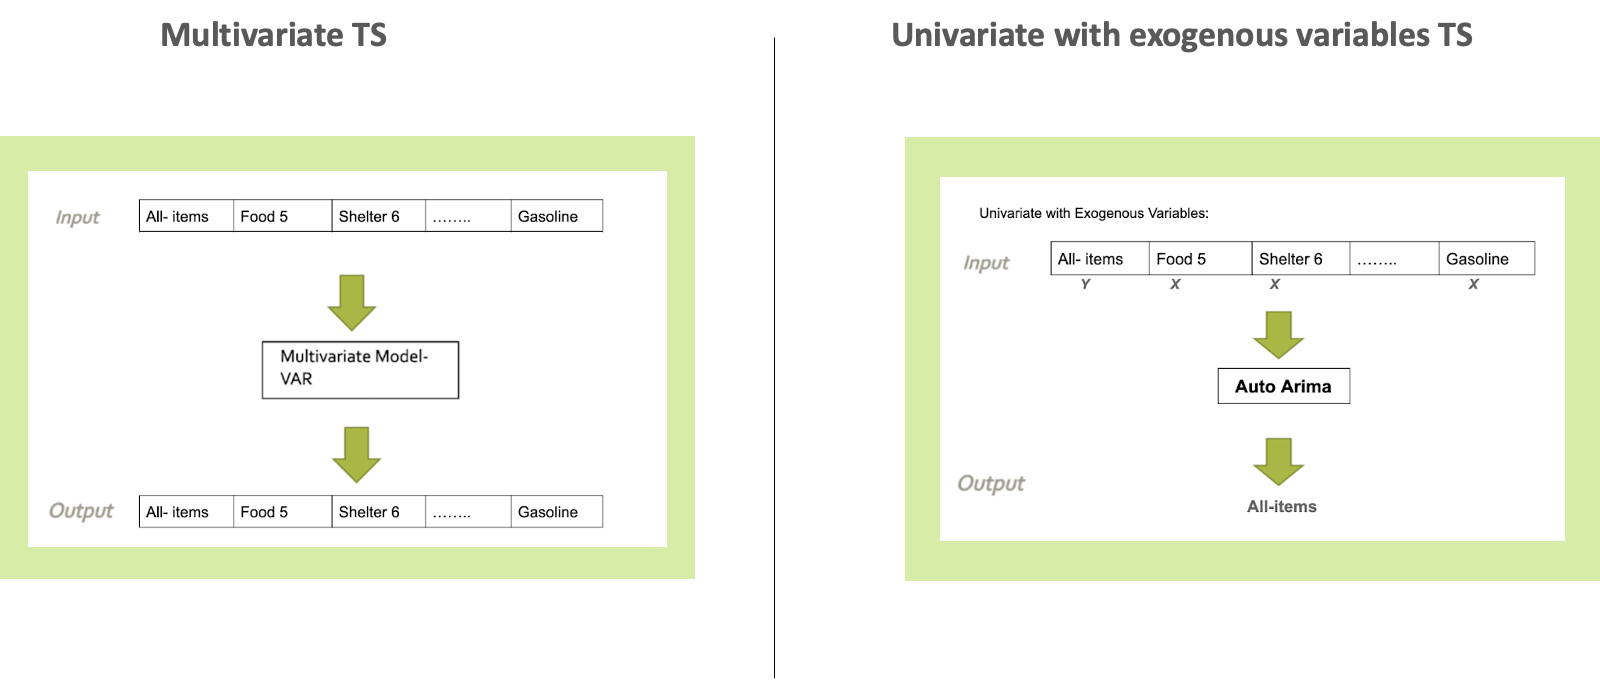 Multivariate TS
Input
All- items Food 5 Shelter 6 ........ Gasoline
Multivariate Model-
VAR
Output
All- items Food 5 Shelter 6 ........ Gasoline
Univariate with exogenous variables TS
Univariate with Exogenous Variables:
Input
All- items Food 5 Shelter 6 ........ Gasoline
Y X X X
Auto Arima
Output
All-items